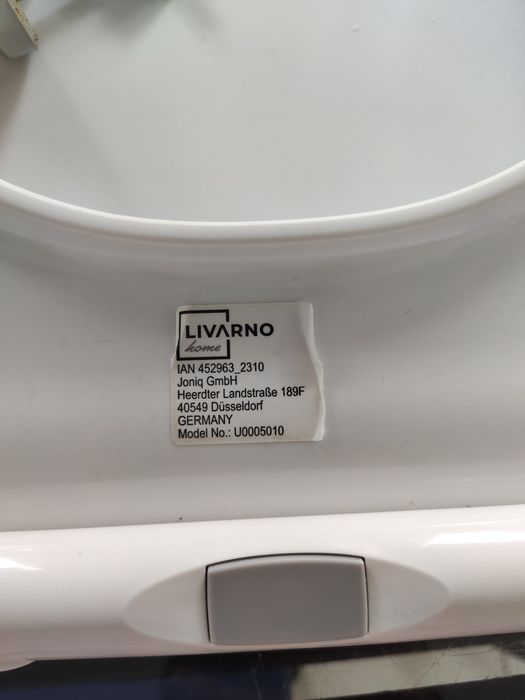 LIVARNO
home
IAN 452963_2310
Joniq GmbH
Heerdter Landstraße 189F
40549 Düsseldorf
GERMANY
Model No.: U0005010